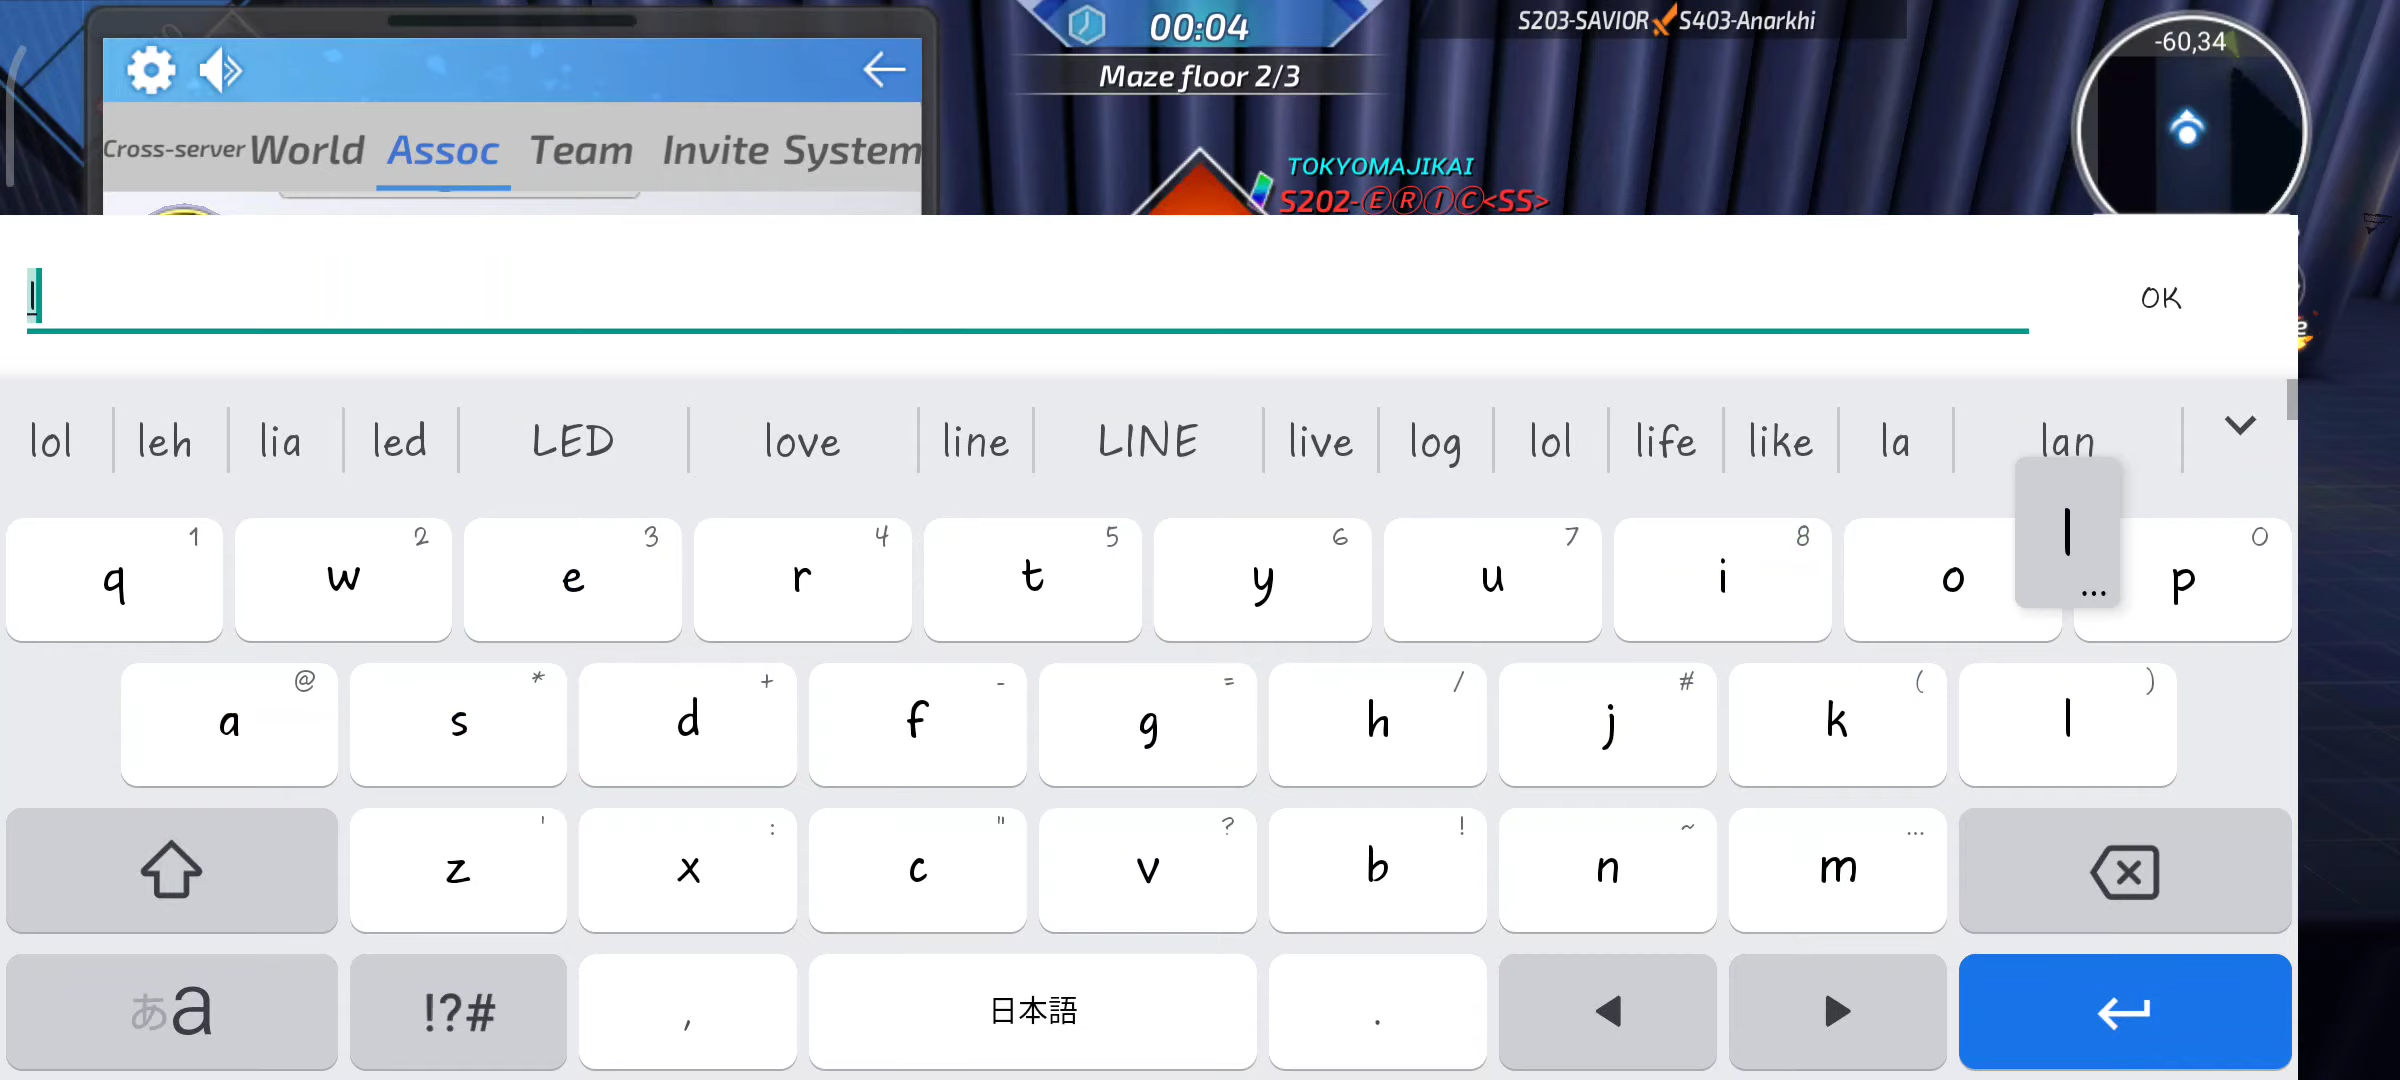 00:04
Maze floor 2/3
S203-SAVIOR S403-Anarkhi
-60,34
Cross-server World Assoc Team Invite System
TOKYOMAJIKAI
S202-ⒺⓇⒾⒸ<SS>
l
OK
lol leh lia led LED love line LINE live log lol life like la lan
l
...
q 1 w 2 e 3 r 4 t 5 y 6 u 7 i 8 o p 0
a @ s * d + f - g = h / j # k ( l )
z ' x : c " v ? b ! n ~ m ...
あa !?# , 日本語 .